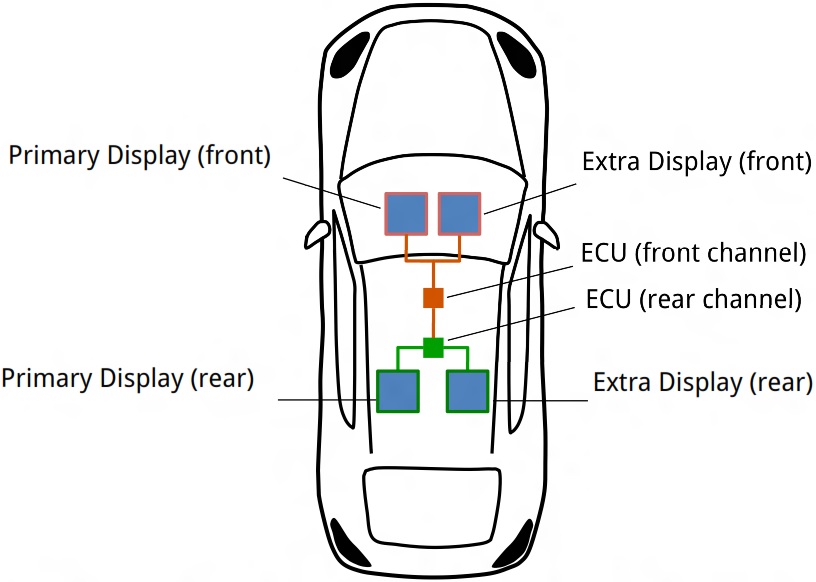 Primary Display (front)
Extra Display (front)
ECU (front channel)
ECU (rear channel)
Primary Display (rear)
Extra Display (rear)